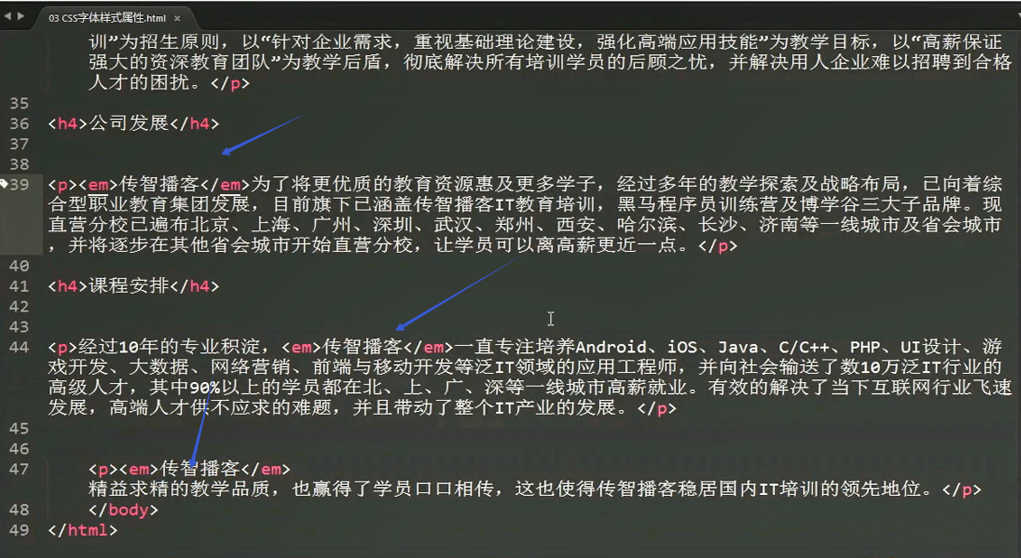 03 CSS字体样式属性.html ×
训”为招生原则，以“针对企业需求，重视基础理论建设，强化高端应用技能”为教学目标，以“高薪保证
强大的资深教育团队”为教学后盾，彻底解决所有培训学员的后顾之忧，并解决用人企业难以招聘到合格
人才的困扰。</p>
35
36 <h4>公司发展</h4>
37
38
39 <p><em>传智播客</em>为了将更优质的教育资源惠及更多学子，经过多年的教学探索及战略布局，已向着综
合型职业教育集团发展，目前旗下已涵盖传智播客IT教育培训，黑马程序员训练营及博学谷三大子品牌。现
直营分校已遍布北京、上海、广州、深圳、武汉、郑州、西安、哈尔滨、长沙、济南等一线城市及省会城市
，并将逐步在其他省会城市开始直营分校，让学员可以离高薪更近一点。</p>
40
41 <h4>课程安排</h4>
42
43
44 <p>经过10年的专业积淀，<em>传智播客</em>一直专注培养Android、iOS、Java、C/C++、PHP、UI设计、游
戏开发、大数据、网络营销、前端与移动开发等泛IT领域的应用工程师，并向社会输送了数10万泛IT行业的
高级人才，其中90%以上的学员都在北、上、广、深等一线城市高薪就业。有效的解决了当下互联网行业飞速
发展，高端人才供不应求的难题，并且带动了整个IT产业的发展。</p>
45
46
47 <p><em>传智播客</em>
精益求精的教学品质，也赢得了学员口口相传，这也使得传智播客稳居国内IT培训的领先地位。</p>
48 </body>
49 </html>